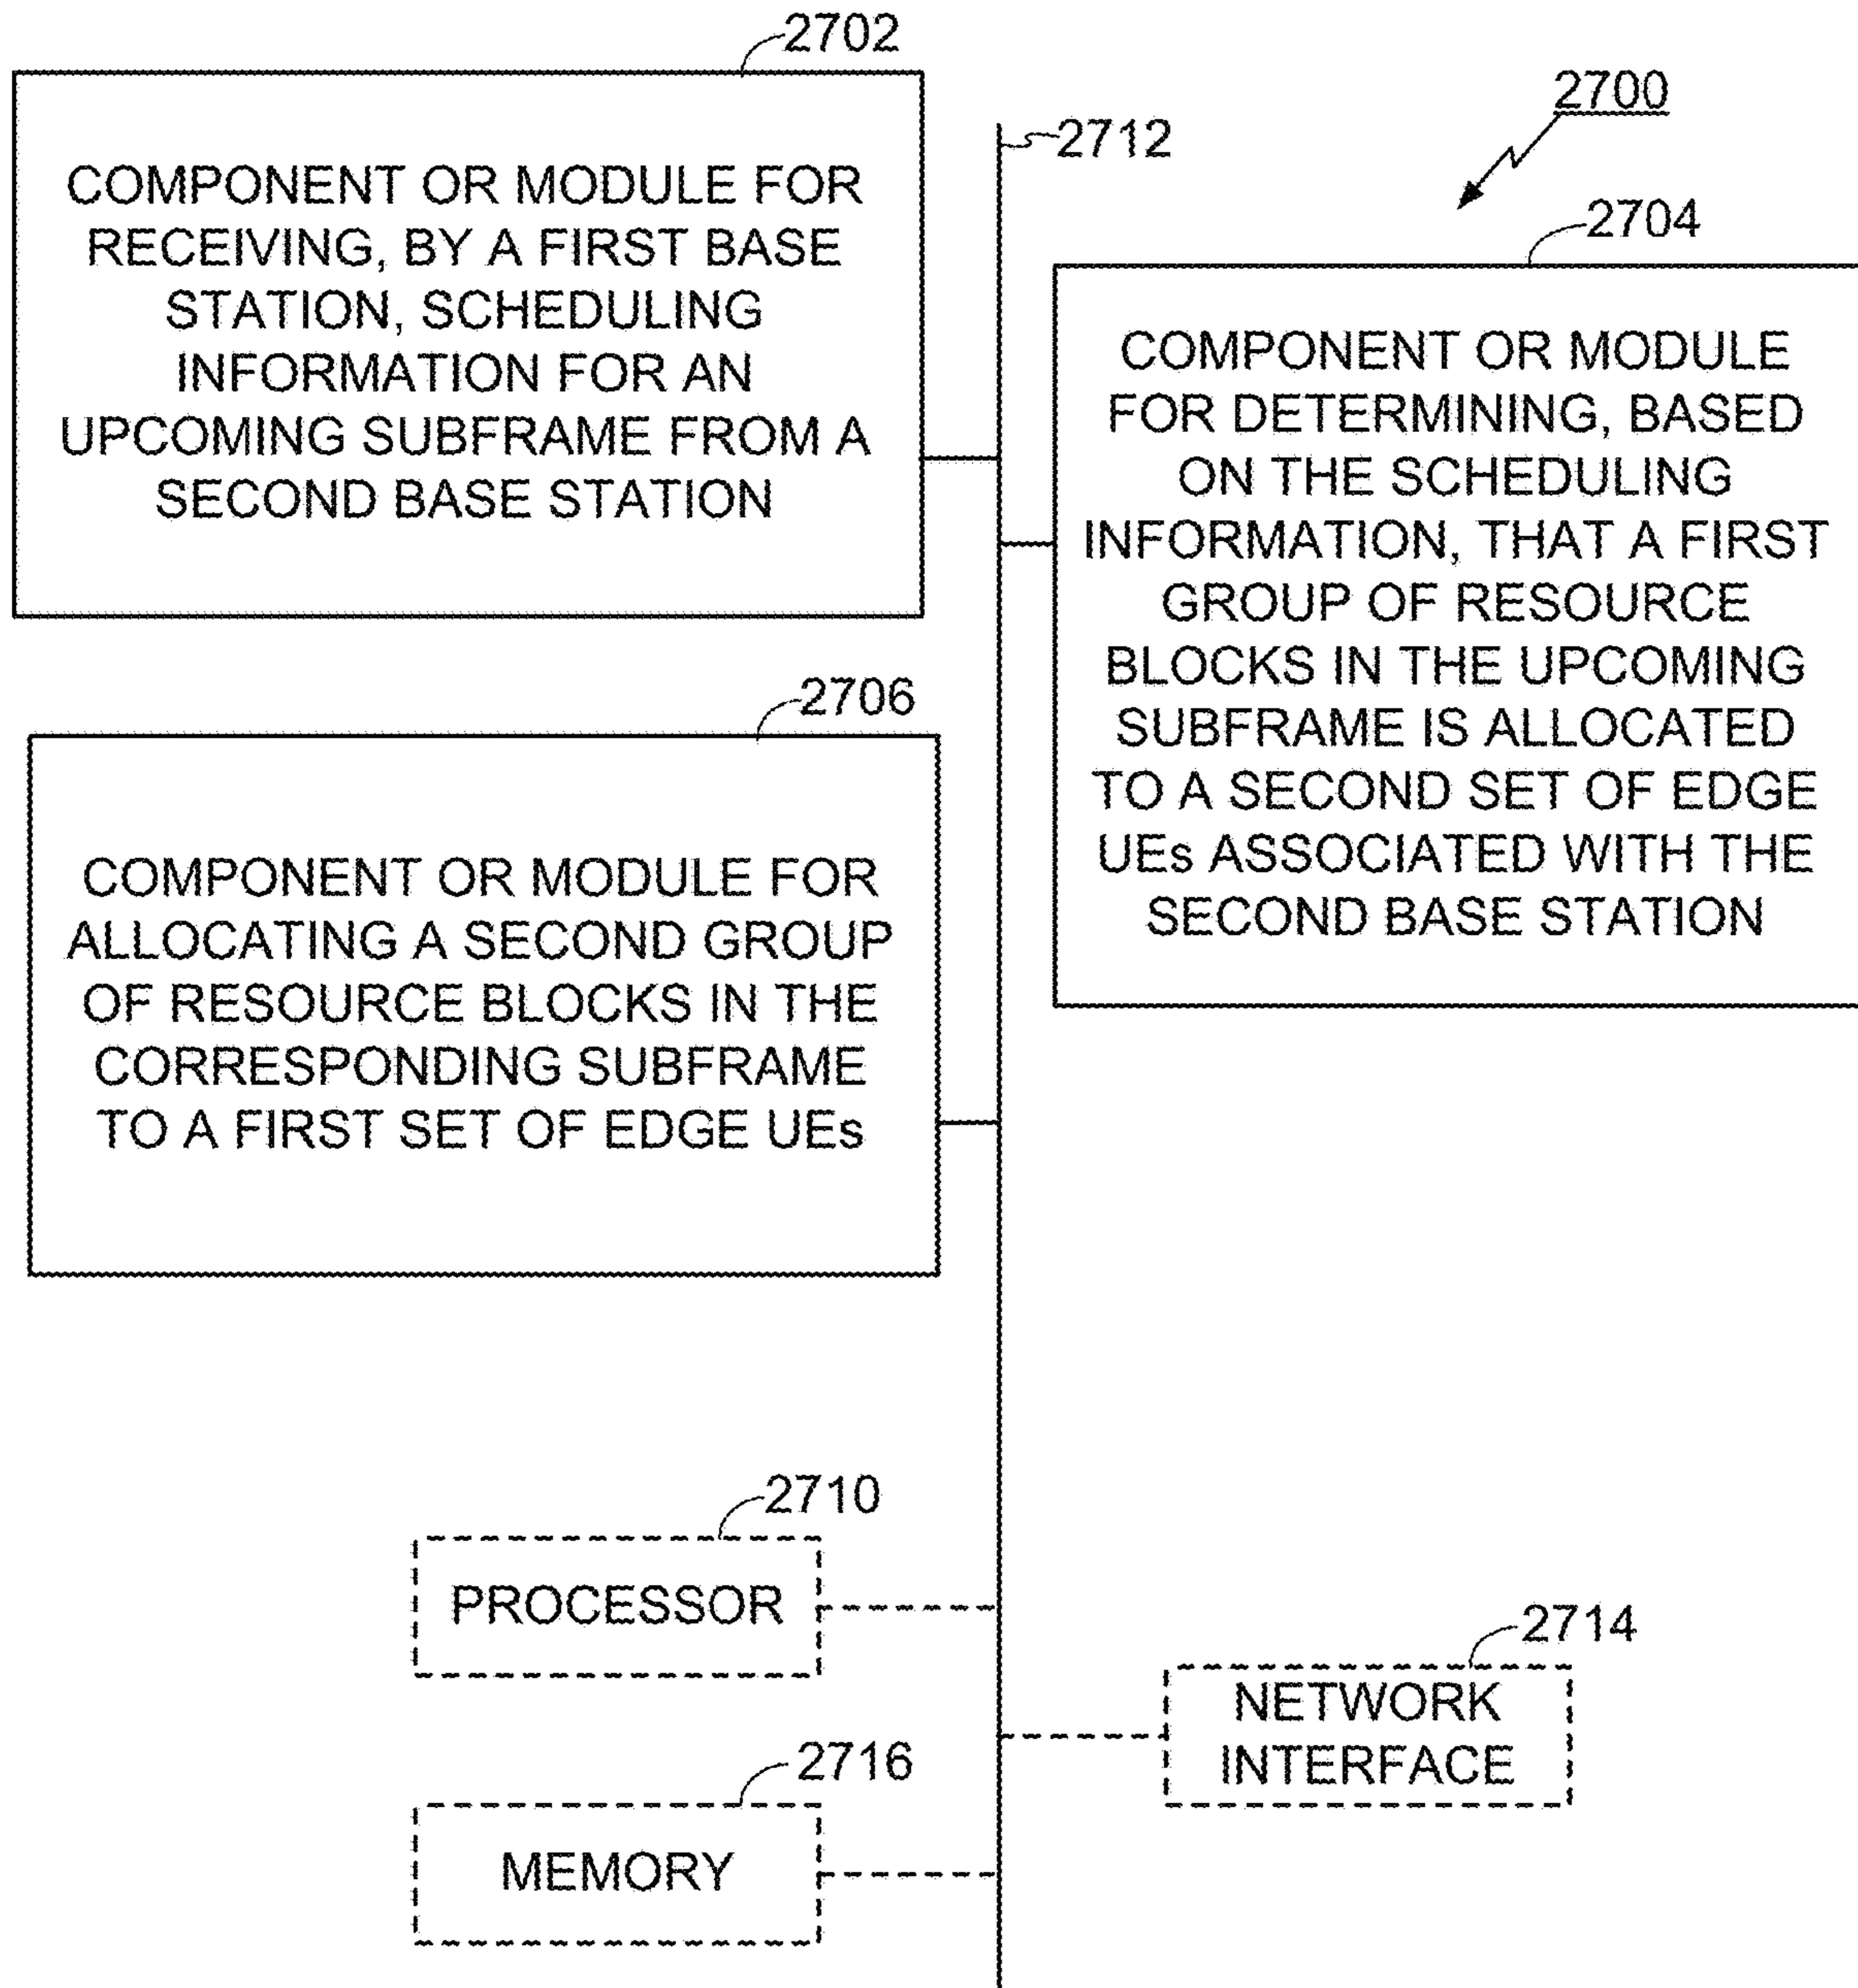 2702
COMPONENT OR MODULE FOR
RECEIVING, BY A FIRST BASE
STATION, SCHEDULING
INFORMATION FOR AN
UPCOMING SUBFRAME FROM A
SECOND BASE STATION
2712
2700
2704
COMPONENT OR MODULE
FOR DETERMINING, BASED
ON THE SCHEDULING
INFORMATION, THAT A FIRST
GROUP OF RESOURCE
BLOCKS IN THE UPCOMING
SUBFRAME IS ALLOCATED
TO A SECOND SET OF EDGE
UEs ASSOCIATED WITH THE
SECOND BASE STATION
2706
COMPONENT OR MODULE FOR
ALLOCATING A SECOND GROUP
OF RESOURCE BLOCKS IN THE
CORRESPONDING SUBFRAME
TO A FIRST SET OF EDGE UEs
2710
PROCESSOR
2714
NETWORK
INTERFACE
2716
MEMORY